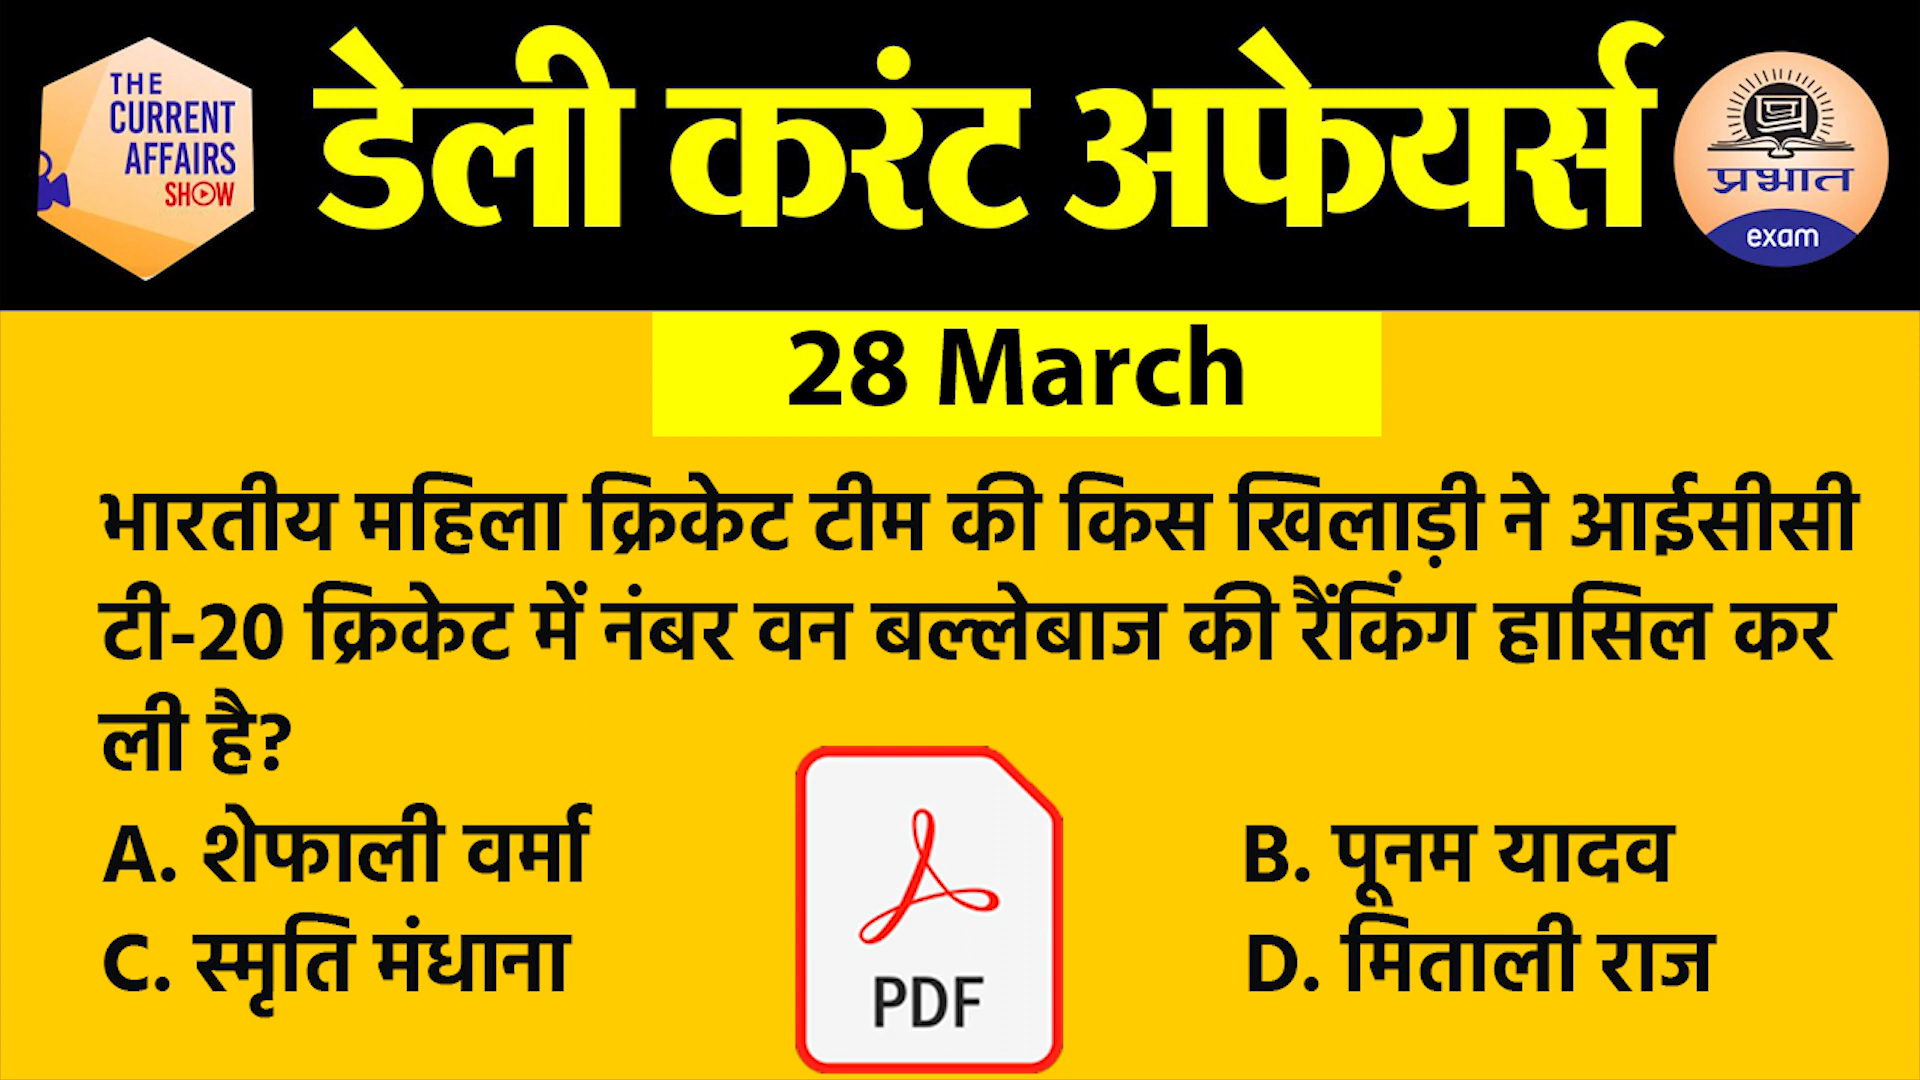 THE
CURRENT
AFFAIRS
SHOW
डेली करंट अफेयर्स
प्रभात
exam
28 March
भारतीय महिला क्रिकेट टीम की किस खिलाड़ी ने आईसीसी
टी-20 क्रिकेट में नंबर वन बल्लेबाज की रैंकिंग हासिल कर
ली है?
A. शेफाली वर्मा
B. पूनम यादव
C. स्मृति मंधाना
D. मिताली राज
PDF